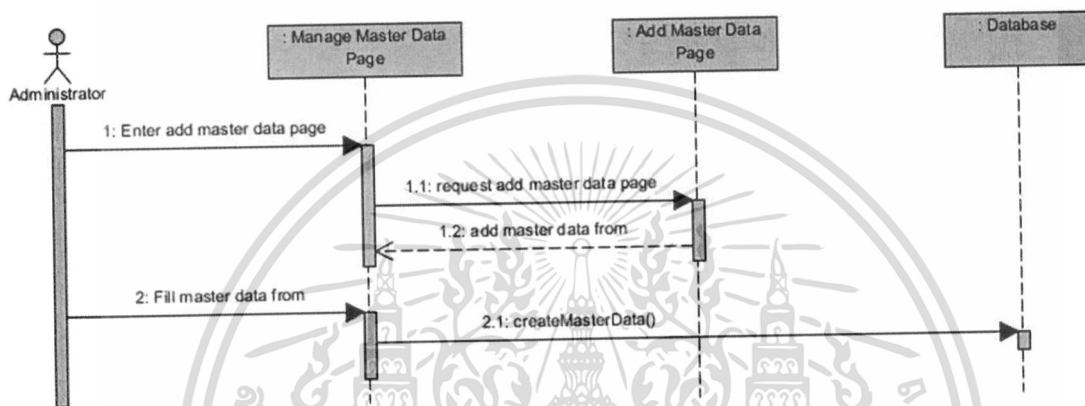 : Manage Master Data
Page
: Add Master Data
Page
: Database
Administrator
1: Enter add master data page
1.1: request add master data page
1.2: add master data from
2: Fill master data from
2.1: createMasterData()